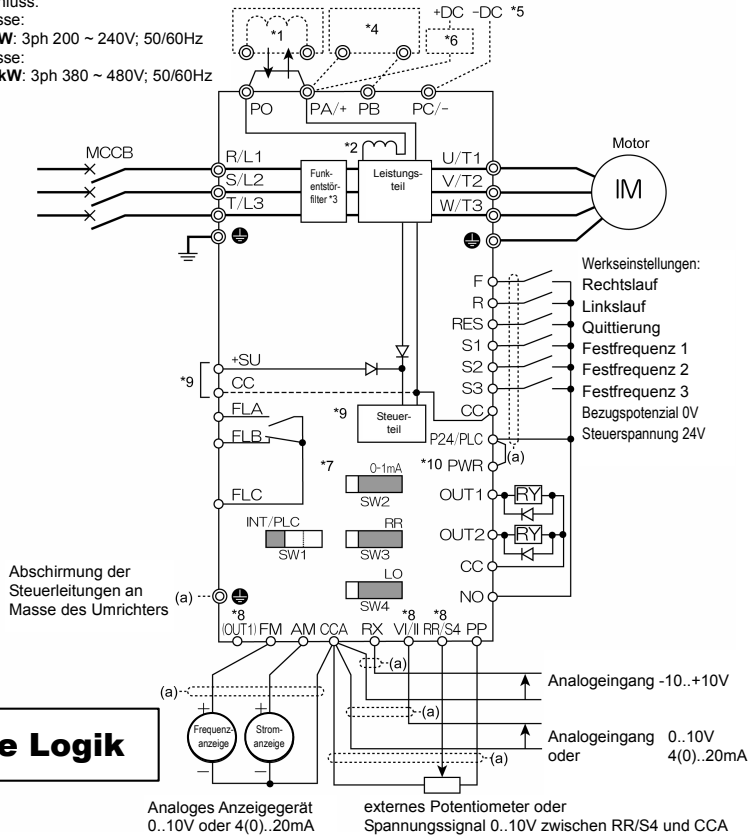 sse:
W: 3ph 200 ~ 240V; 50/60Hz
sse:
kW: 3ph 380 ~ 480V; 50/60Hz
+DC -DC *5
*1
*4
*6
PO
PA/+
PB
PC/-
MCCB
R/L1
S/L2
T/L3
*2
Funk-
entstör-
filter *3
Leistungs-
teil
U/T1
V/T2
W/T3
Motor
IM
Werkseinstellungen:
F
Rechtslauf
R
Linkslauf
RES
Quittierung
S1
Festfrequenz 1
S2
Festfrequenz 2
S3
Festfrequenz 3
CC
Bezugspotenzial 0V
P24/PLC
Steuerspannung 24V
*9
+SU
CC
FLA
FLB
FLC
*9
Steuer-
teil
*10 PWR
(a)
*7
0-1mA
SW2
INT/PLC
SW1
RR
SW3
LO
SW4
OUT1
RY
OUT2
RY
CC
NO
Abschirmung der
Steuerleitungen an
Masse des Umrichters
(a)
*8
(OUT1)
FM
AM
CCA
RX
*8
VI/II
*8
RR/S4
PP
(a)
(a)
(a)
(a)
Analogeingang -10..+10V
Analogeingang 0..10V
oder 4(0)..20mA
+
Frequenz-
anzeige
−
+
Strom-
anzeige
−
e Logik
Analoges Anzeigegerät
0..10V oder 4(0)..20mA
externes Potentiometer oder
Spannungssignal 0..10V zwischen RR/S4 und CCA